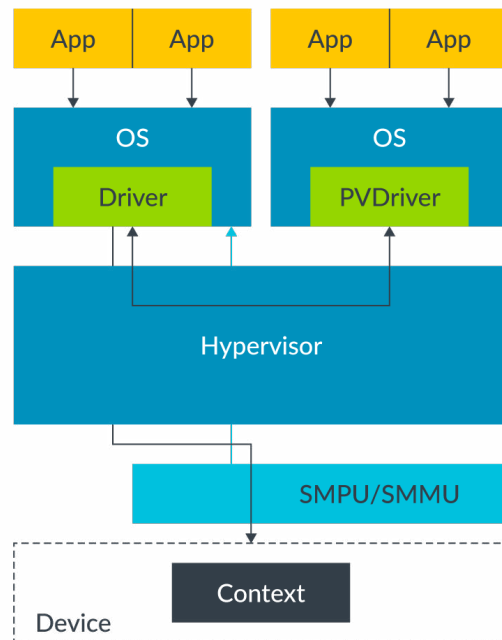 App App App App
OS OS
Driver PVDriver
Hypervisor
SMPU/SMMU
Context
Device